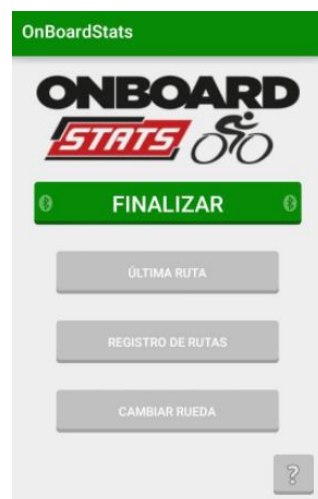 OnBoardStats
ONBOARD
STATS
FINALIZAR
ÚLTIMA RUTA
REGISTRO DE RUTAS
CAMBIAR RUEDA
?